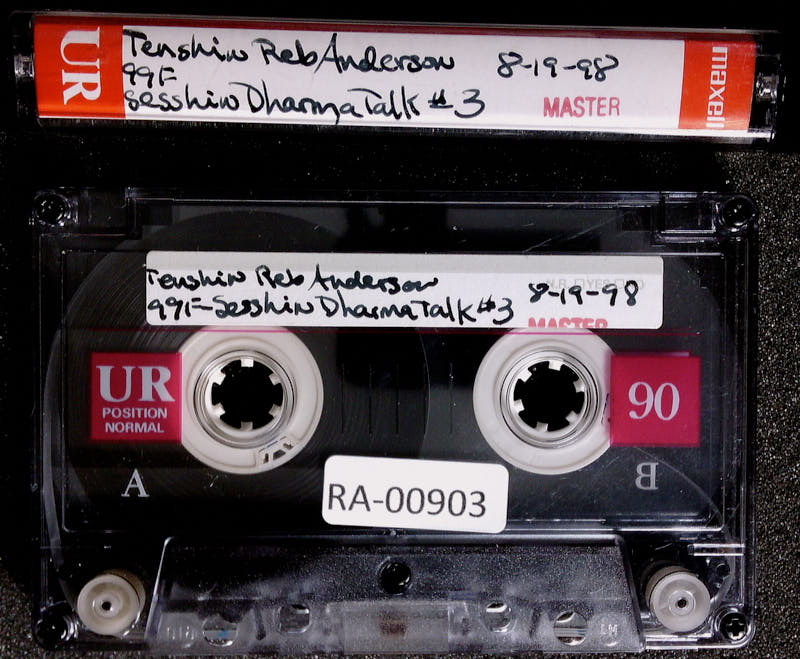 UR
Tenshin Reb Anderson 8-19-98
99F
Sesshin Dharma Talk #3
MASTER
maxell
Tenshin Reb Anderson
99F-Sesshin Dharma Talk #3 8-19-98
MASTER
N.R. YES
UR
POSITION
NORMAL
90
A
B
RA-00903